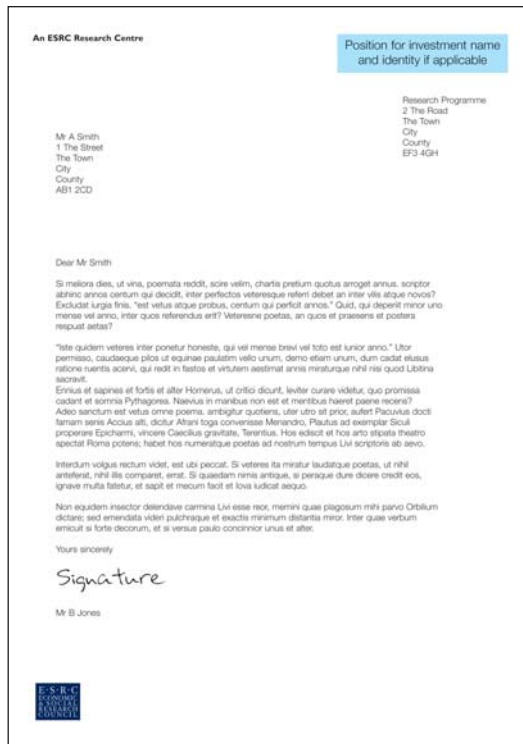 An ESRC Research Centre
Position for investment name
and identity if applicable
Research Programme
2 The Road
The Town
City
County
EF3 4GH
Mr A Smith
1 The Street
The Town
City
County
AB1 2CD
Dear Mr Smith
Si meliora dies, ut vina, poemata reddit, scire velim, chartis pretium quotus arroget annus. scriptor
abhinc annos centum qui decidit, inter perfectos veteresque referri debet an inter vilis atque novos?
Excludat iurgia finis. "est vetus atque probus, centum qui perficit annos." Quid, qui deperiit minor uno
mense vel anno, inter quos referendus erit? Veteresne poetas, an quos et praesens et postera
respuat aetas?
"Iste quidem veteres inter ponetur honeste, qui vel mense brevi vel toto est iunior anno." Utor
permisso, caudaeque pilos ut equinae paulatim vello unum, demo etiam unum, dum cadat elusus
ratione ruentis acervi, qui redit in fastos et virtutem aestimat annis miraturque nihil nisi quod Libitina
sacravit.
Ennius et sapines et fortis et alter Homerus, ut critici dicunt, leviter curare videtur, quo promissa
cadant et somnia Pythagorea. Naevius in manibus non est et mentibus haeret paene recens?
Adeo sanctum est vetus omne poema. ambigitur quotiens, uter utro sit prior, aufert Pacuvius docti
famam senis Accius alti, dicitur Afrani toga convenisse Menandro, Plautus ad exemplar Siculi
properare Epicharmi, vincere Caecilius gravitate, Terentius. Hos ediscit et hos arto stipata theatro
spectat Roma potens; habet hos numeratque poetas ad nostrum tempus Livi scriptoris ab aevo.
Interdum volgus rectum videt, est ubi peccat. Si veteres ita miratur laudatque poetas, ut nihil
anteferat, nihil illis comparet, errat. Si quaedam nimis antique, si peraque dure dicere credit eos,
ignave multa fatetur, et sapit et mecum facit et Iova iudicat aequo.
Non equidem insector delendave carmina Livi esse reor, memini quae plagosum mihi parvo Orbilium
dictare; sed emendata videri pulchraque et exactis minimum distantia miror. Inter quae verbum
emicuit si forte decorum, et si versus paulo concinnior unus et alter.
Yours sincerely
Signature
Mr B Jones
E·S·R·C
ECONOMIC
& SOCIAL
RESEARCH
COUNCIL